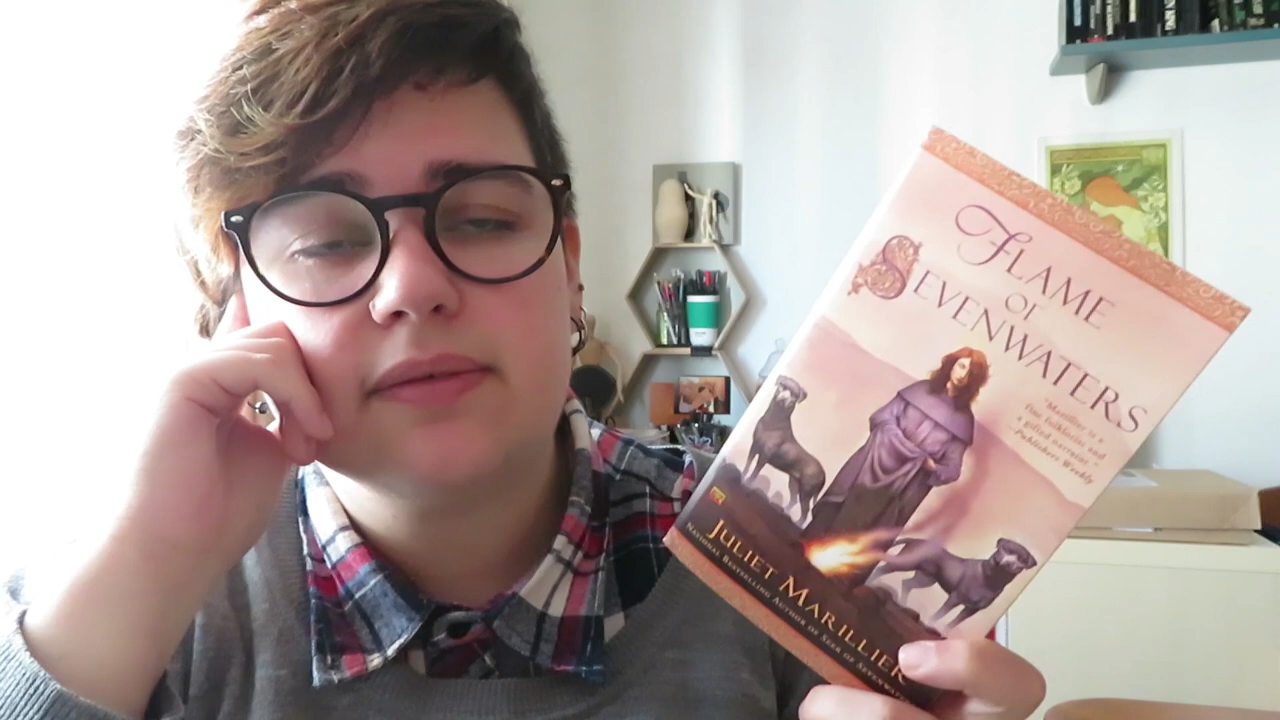 FLAME
OF
SEVENWATERS
"Marillier is a
fine folklorist and
a gifted narrator."
Publishers Weekly
JULIET MARILLIER
NATIONAL BESTSELLING AUTHOR OF SEER OF SEVENWATERS